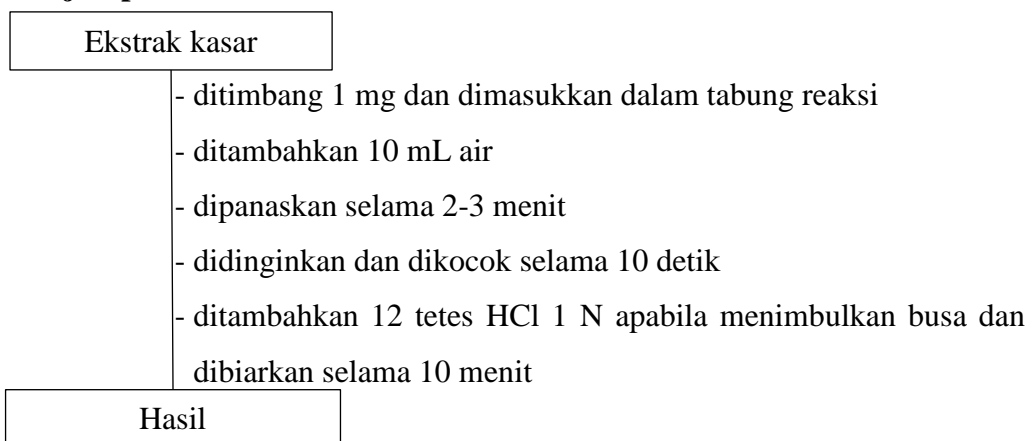 Ekstrak kasar
- ditimbang 1 mg dan dimasukkan dalam tabung reaksi
- ditambahkan 10 mL air
- dipanaskan selama 2-3 menit
- didinginkan dan dikocok selama 10 detik
- ditambahkan 12 tetes HCl 1 N apabila menimbulkan busa dan
dibiarkan selama 10 menit
Hasil